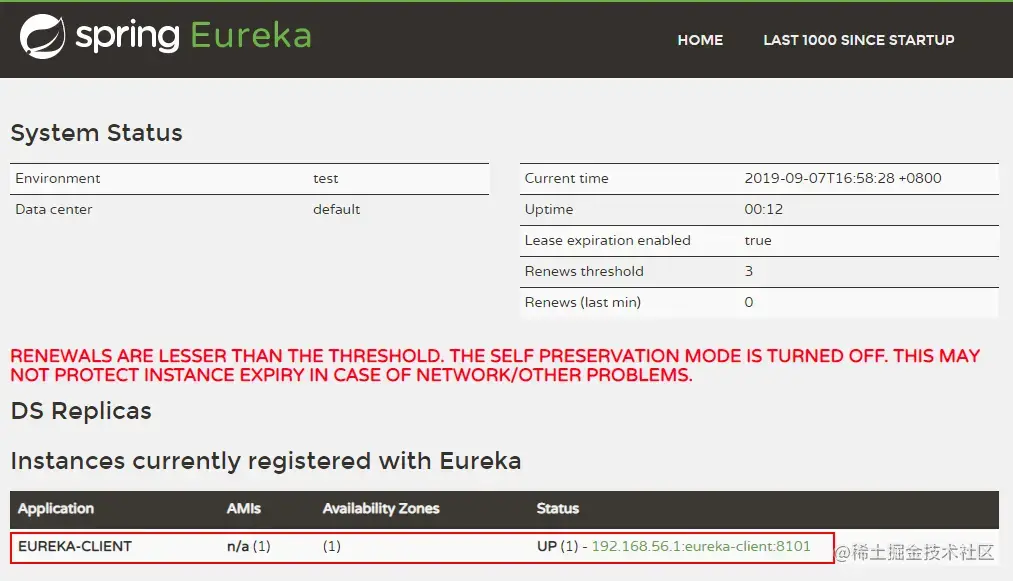 spring Eureka
HOME LAST 1000 SINCE STARTUP
System Status
Environment test
Data center default
Current time 2019-09-07T16:58:28 +0800
Uptime 00:12
Lease expiration enabled true
Renews threshold 3
Renews (last min) 0
RENEWALS ARE LESSER THAN THE THRESHOLD. THE SELF PRESERVATION MODE IS TURNED OFF. THIS MAY
NOT PROTECT INSTANCE EXPIRY IN CASE OF NETWORK/OTHER PROBLEMS.
DS Replicas
Instances currently registered with Eureka
Application AMIs Availability Zones Status
EUREKA-CLIENT n/a (1) (1) UP (1) - 192.168.56.1:eureka-client:8101
@稀土掘金技术社区